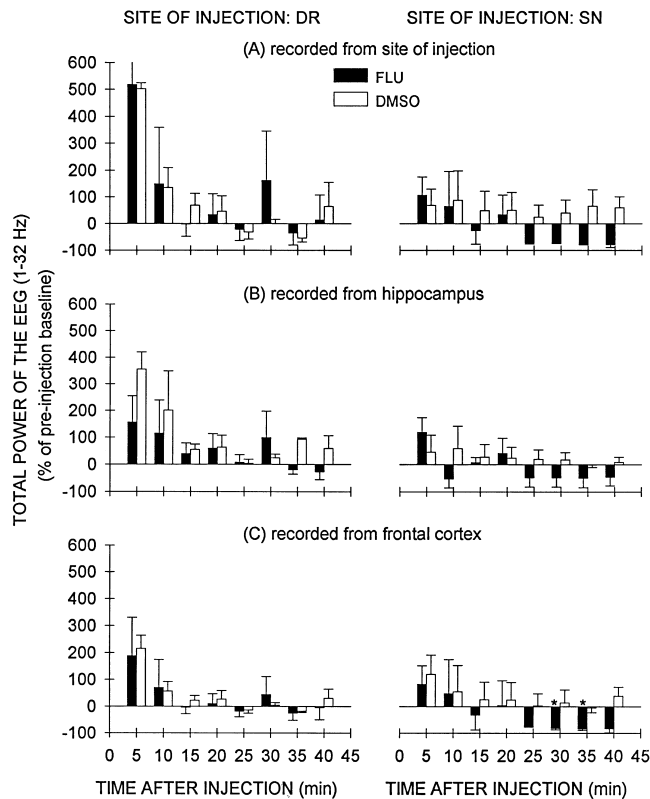 SITE OF INJECTION: DR SITE OF INJECTION: SN
(A) recorded from site of injection
FLU
DMSO
600
500
400
300
200
100
0
-100
(B) recorded from hippocampus
600
500
400
300
200
100
0
-100
(C) recorded from frontal cortex
600
500
400
300
200
100
0
-100
* *
0 5 10 15 20 25 30 35 40 45 0 5 10 15 20 25 30 35 40 45
TIME AFTER INJECTION (min) TIME AFTER INJECTION (min)
TOTAL POWER OF THE EEG (1-32 Hz)
(% of pre-injection baseline)